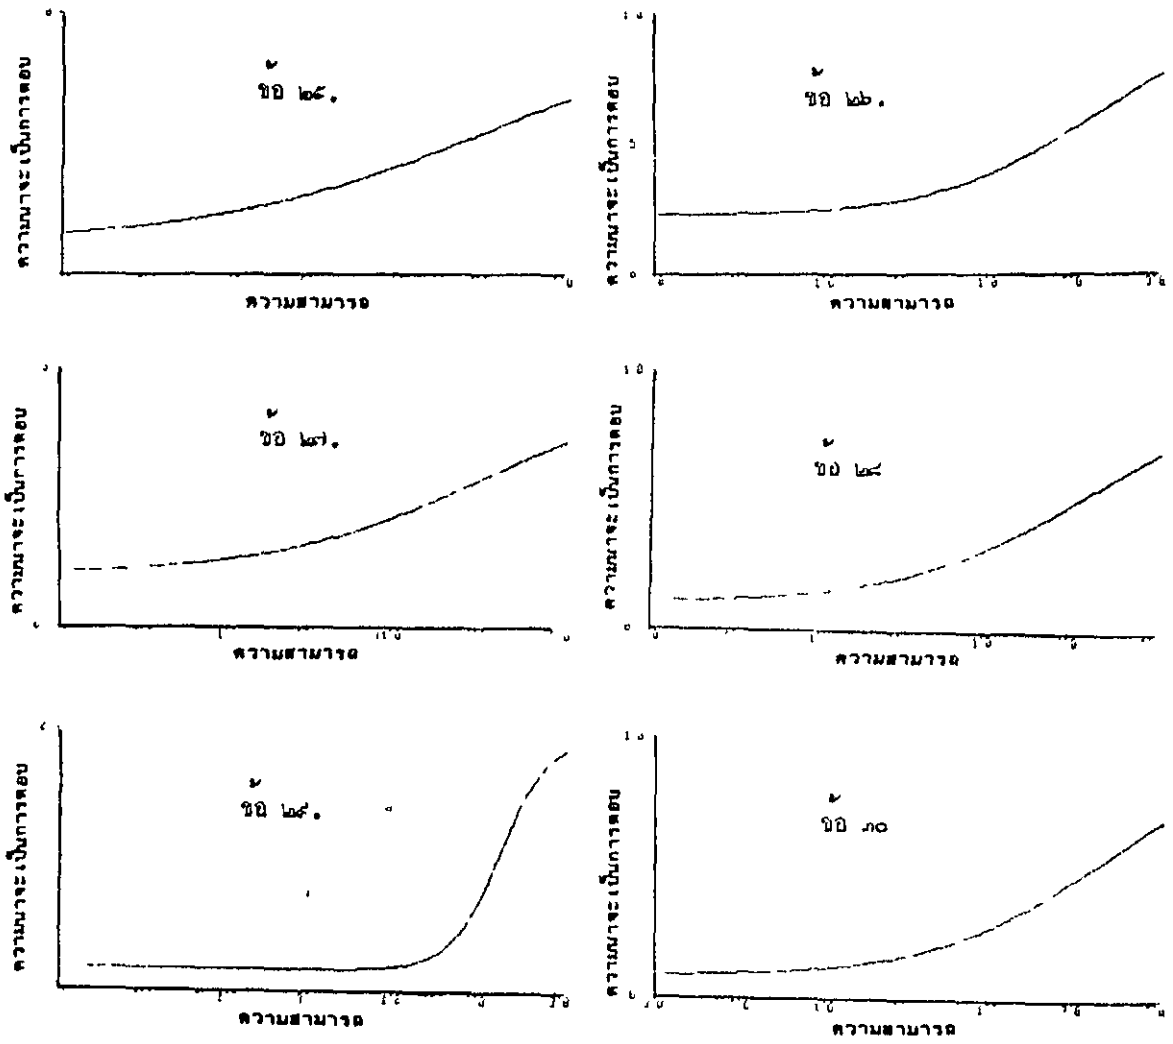 ข้อ ๒๕.
ความน่าจะเป็นการตอบ
ความสามารถ
ข้อ ๒๖.
ความน่าจะเป็นการตอบ
ความสามารถ
ข้อ ๒๗.
ความน่าจะเป็นการตอบ
ความสามารถ
ข้อ ๒๘
ความน่าจะเป็นการตอบ
ความสามารถ
ข้อ ๒๙.
ความน่าจะเป็นการตอบ
ความสามารถ
ข้อ ๓๐
ความน่าจะเป็นการตอบ
ความสามารถ